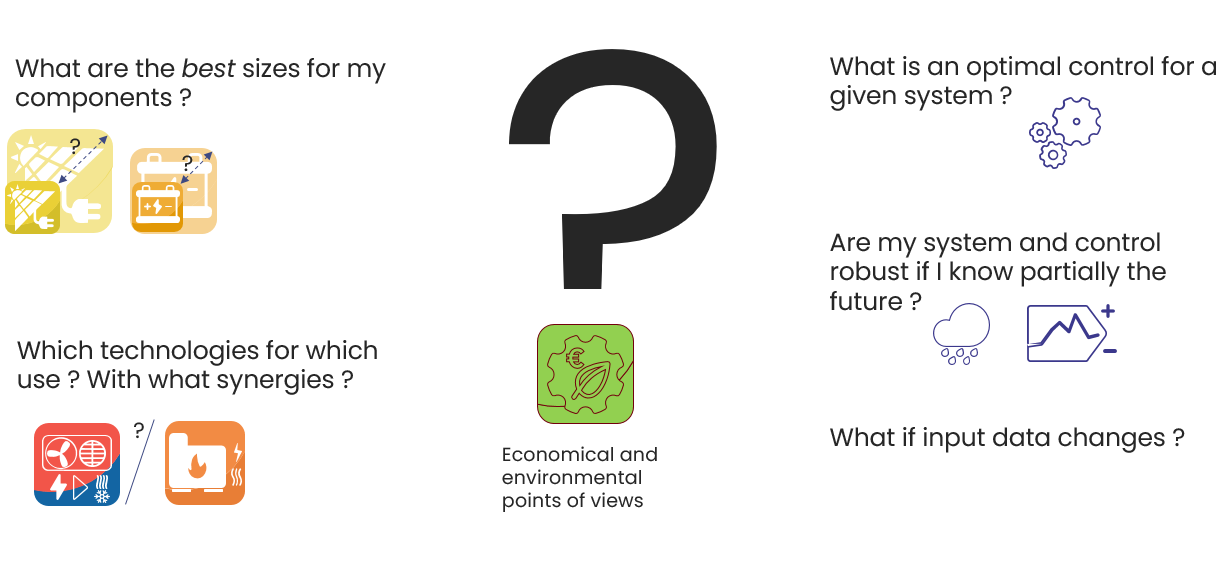 What are the best sizes for my
components ?
?
?
Which technologies for which
use ? With what synergies ?
?
?
€
Economical and
environmental
points of views
What is an optimal control for a
given system ?
Are my system and control
robust if I know partially the
future ?
What if input data changes ?